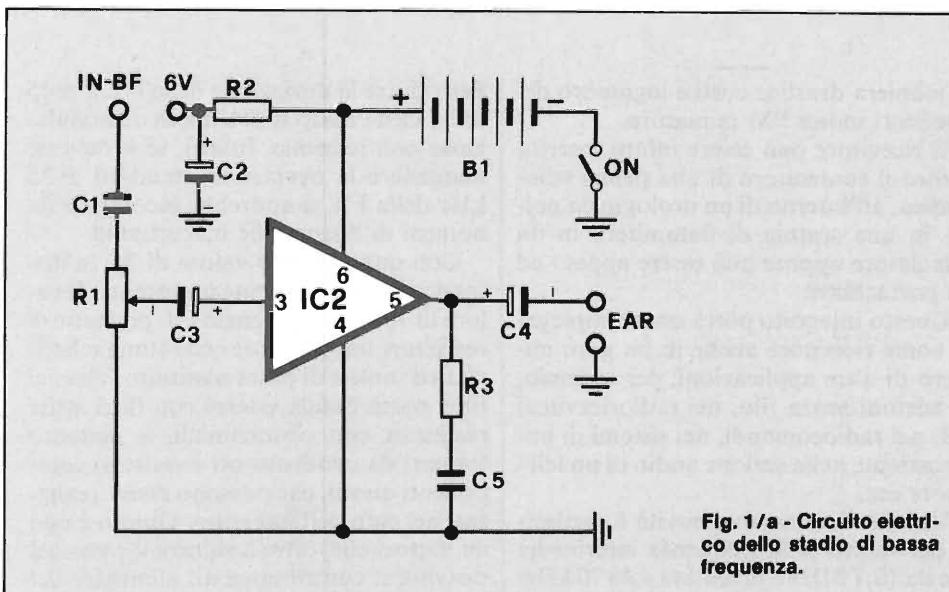 IN-BF 6V R2
+ -
+
C2
B1
ON
C1
6
R1
3 IC2 5
+ -
C3 +
4
C4
EAR
R3
C5
Fig. 1/a - Circuito elettri-
co dello stadio di bassa
frequenza.